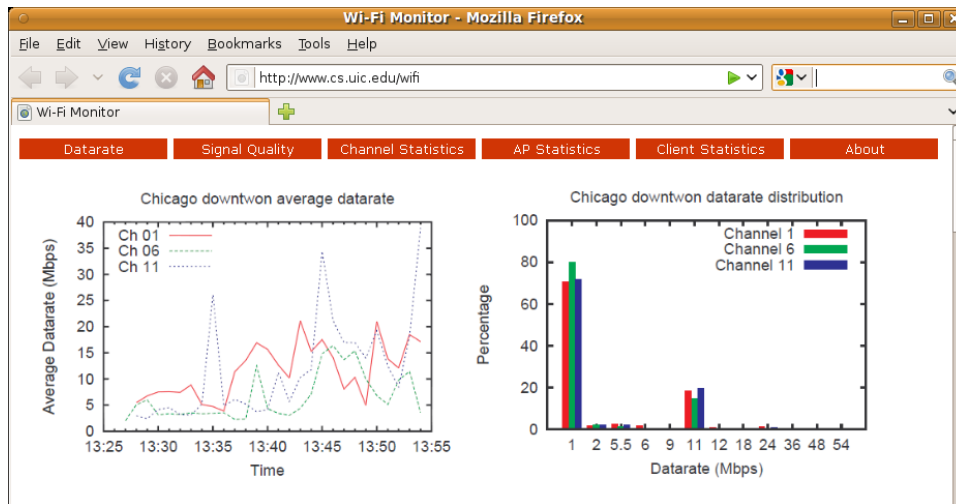 Wi-Fi Monitor - Mozilla Firefox
File Edit View History Bookmarks Tools Help
http://www.cs.uic.edu/wifi
Wi-Fi Monitor
Datarate Signal Quality Channel Statistics AP Statistics Client Statistics About
Chicago downtwon average datarate
Ch 01
Ch 06
Ch 11
Average Datarate (Mbps)
40
35
30
25
20
15
10
5
0
13:25 13:30 13:35 13:40 13:45 13:50 13:55
Time
Chicago downtwon datarate distribution
Channel 1
Channel 6
Channel 11
Percentage
100
80
60
40
20
0
1 2 5.5 6 9 11 12 18 24 36 48 54
Datarate (Mbps)